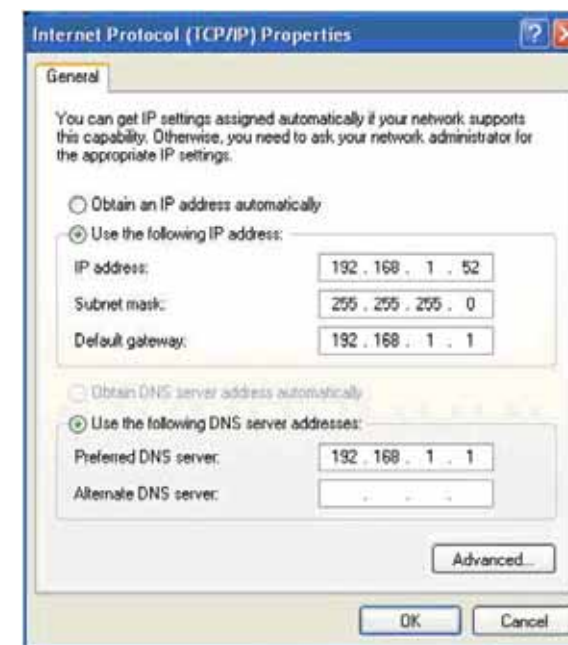 Internet Protocol (TCP/IP) Properties
General
You can get IP settings assigned automatically if your network supports
this capability. Otherwise, you need to ask your network administrator for
the appropriate IP settings.
Obtain an IP address automatically
Use the following IP address:
IP address: 192 . 168 . 1 . 52
Subnet mask: 255 . 255 . 255 . 0
Default gateway: 192 . 168 . 1 . 1
Obtain DNS server address automatically
Use the following DNS server addresses:
Preferred DNS server: 192 . 168 . 1 . 1
Alternate DNS server: . . .
Advanced...
OK Cancel